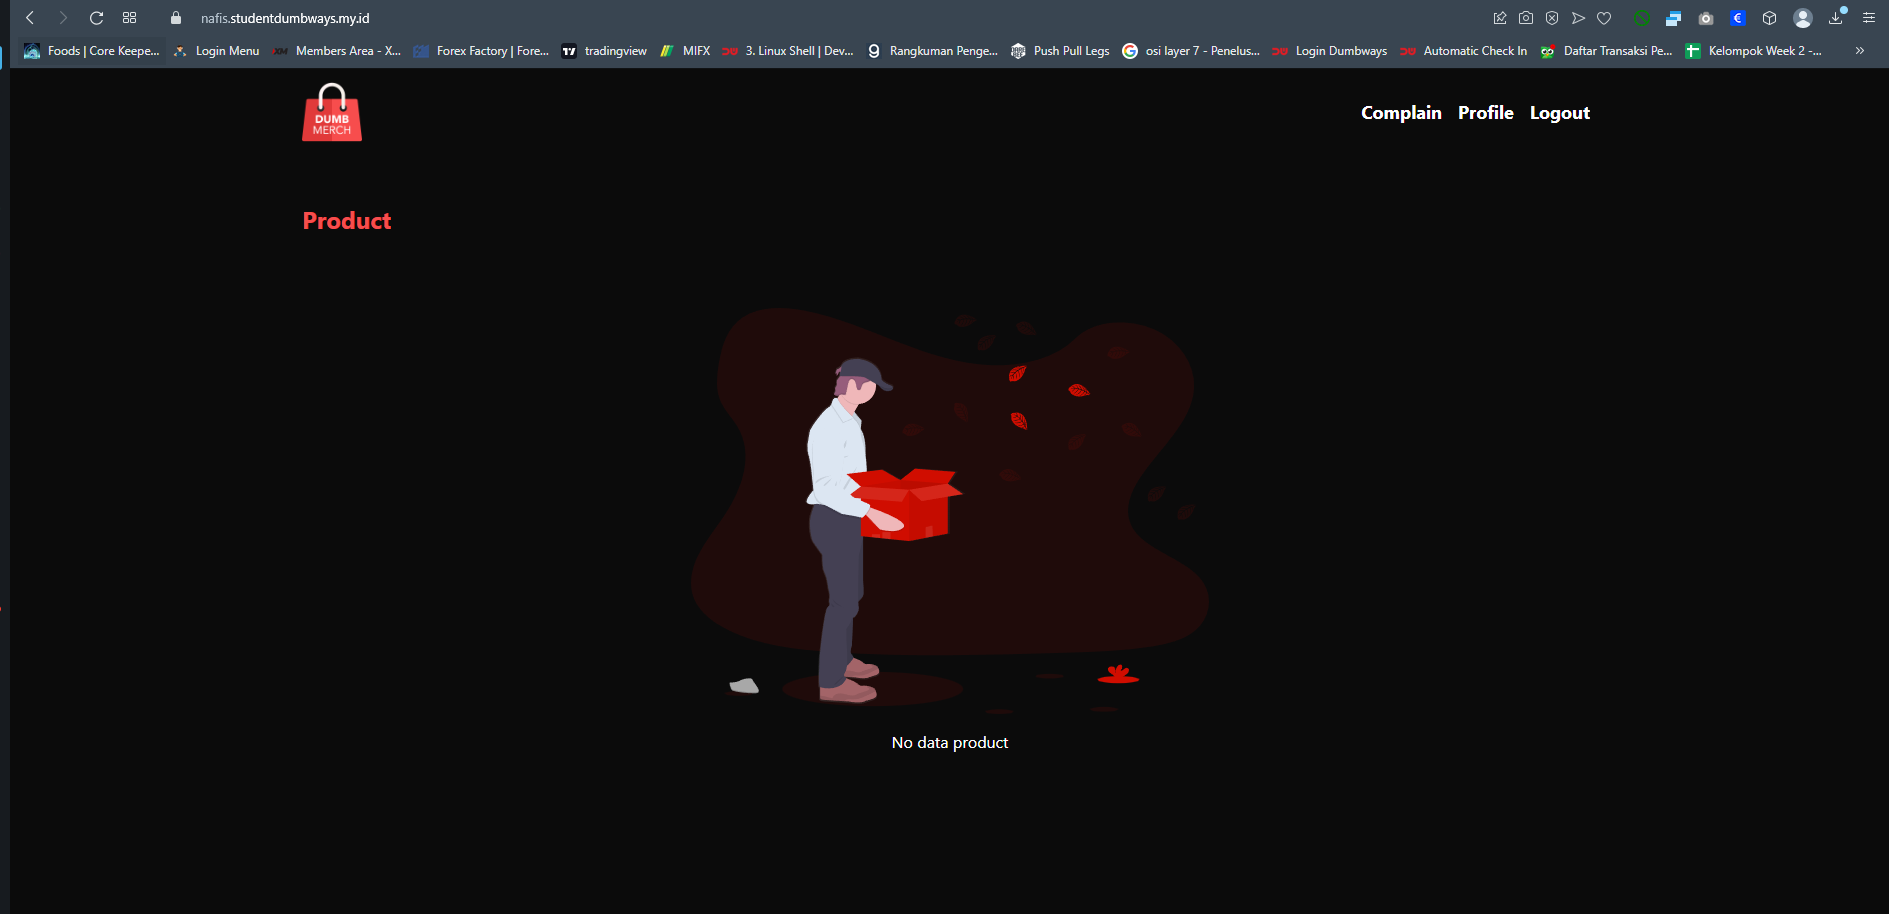 nafis.studentdumbways.my.id
Foods | Core Keepe... Login Menu Members Area - X... Forex Factory | Fore... tradingview MIFX 3. Linux Shell | Dev... Rangkuman Penge... Push Pull Legs osi layer 7 - Penelus... Login Dumbways Automatic Check In Daftar Transaksi Pe... Kelompok Week 2 -... »
DUMB
MERCH
Complain Profile Logout
Product
No data product